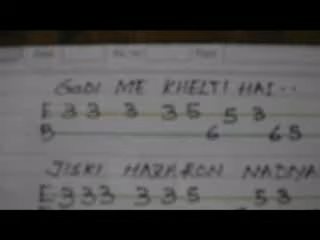 GODI ME KHELTI HAI..
E 3 3 3 3 5 5 3
B 6 6 5
JISKI HAZARON NADIYA
E 3 3 3 3 3 5 5 3